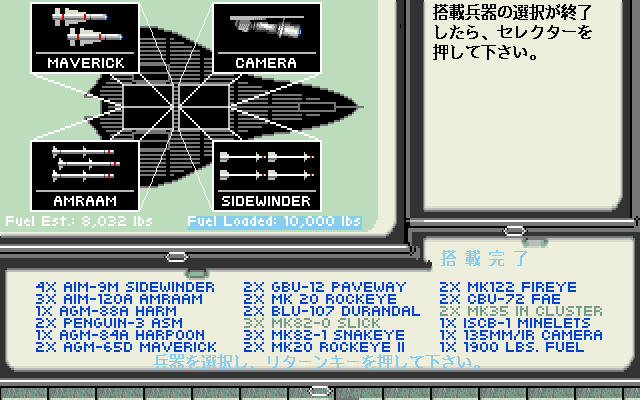 MAVERICK
CAMERA
搭載兵器の選択が終了
したら、セレクターを
押して下さい。
AMRAAM
SIDEWINDER
Fuel Est.: 8,032 lbs
Fuel Loaded: 10,000 lbs
搭載完了
4X AIM-9M SIDEWINDER
3X AIM-120A AMRAAM
1X AGM-88A HARM
2X PENGUIN-3 ASM
1X AGM-84A HARPOON
2X AGM-65D MAVERICK
2X GBU-12 PAVEWAY
2X MK 20 ROCKEYE
2X BLU-107 DURANDAL
3X MK82-0 SLICK
3X MK82-1 SNAKEYE
2X MK20 ROCKEYE II
2X MK122 FIREYE
2X CBU-72 FAE
2X MK35 IN CLUSTER
1X ISCB-1 MINELETS
1X 135MM/IR CAMERA
1X 1900 LBS. FUEL
兵器を選択し、リターンキーを押して下さい。